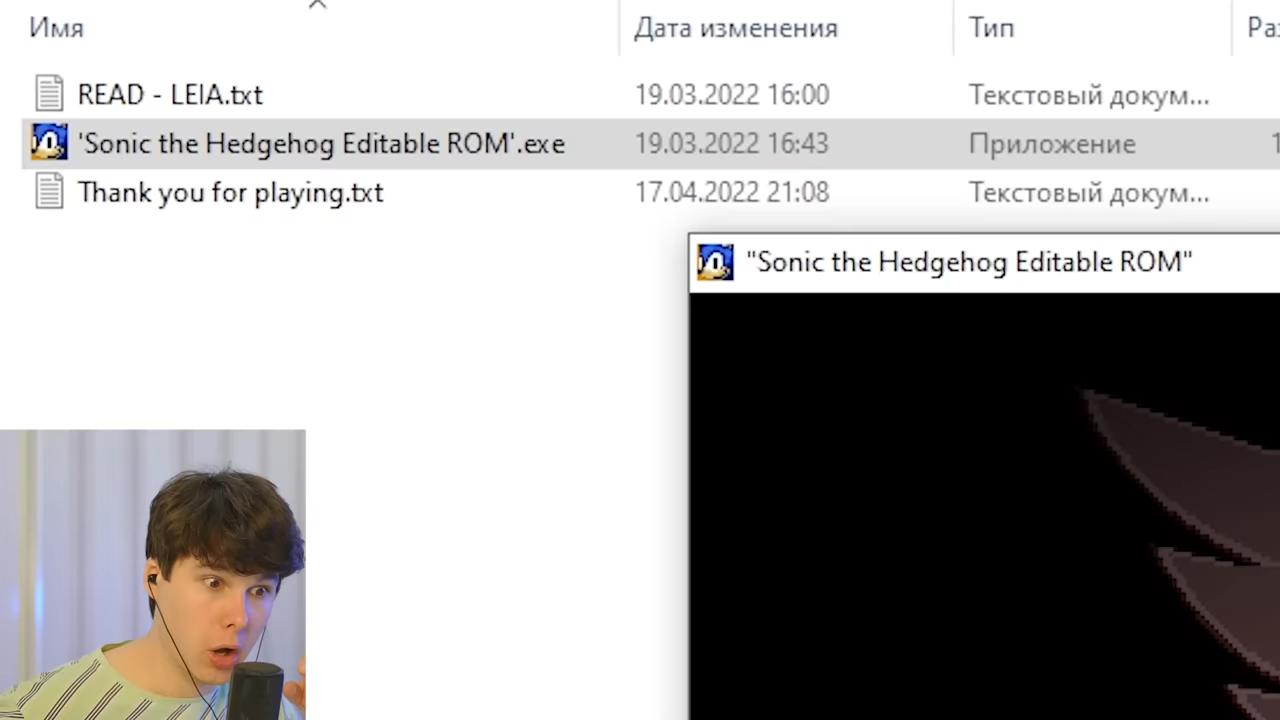 Имя Дата изменения Тип Раз
READ - LEIA.txt 19.03.2022 16:00 Текстовый докум...
'Sonic the Hedgehog Editable ROM'.exe 19.03.2022 16:43 Приложение 1
Thank you for playing.txt 17.04.2022 21:08 Текстовый докум...
"Sonic the Hedgehog Editable ROM"